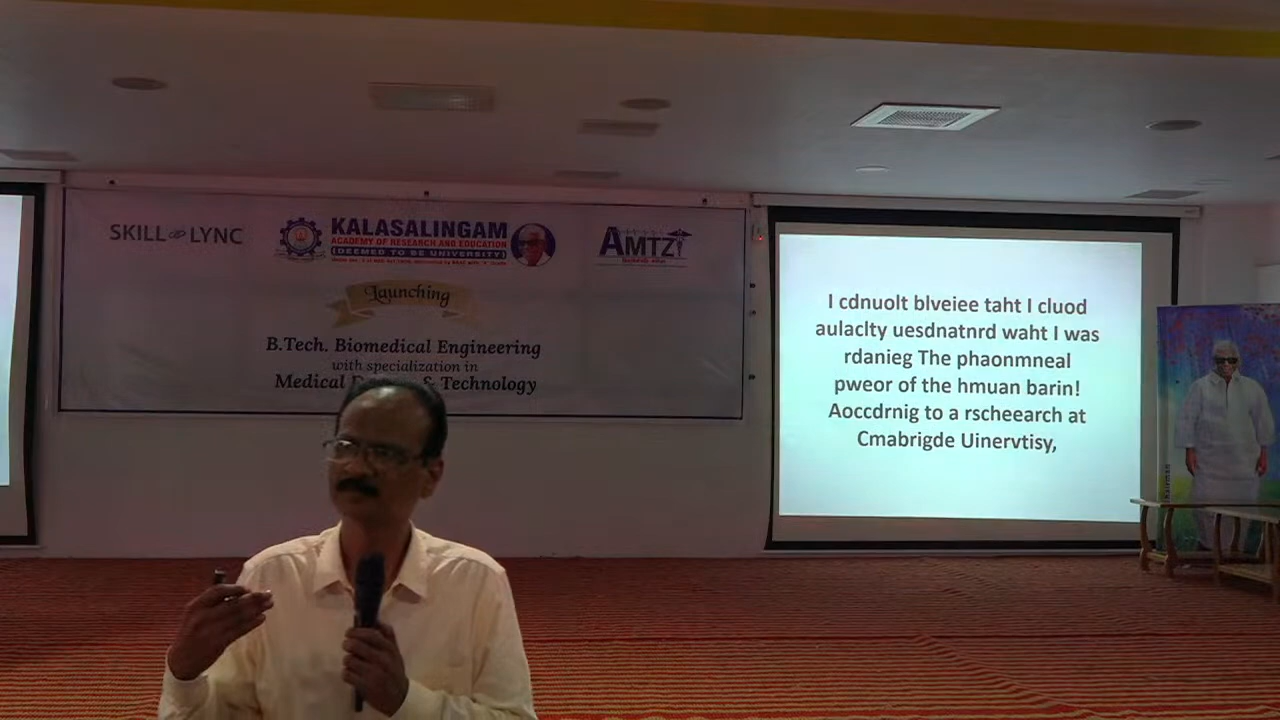 SKILL LYNC
KALASALINGAM
ACADEMY OF RESEARCH AND EDUCATION
(DEEMED TO BE UNIVERSITY)
AMTZ
Launching
B.Tech. Biomedical Engineering
with specialization in
Medical & Technology
I cdnuolt blveiee taht I cluod
aulaclty uesdnatnrd waht I was
rdanieg The phaonmneal
pweor of the hmuan barin!
Aoccdrnig to a rscheearch at
Cmabrigde Uinervtisy,